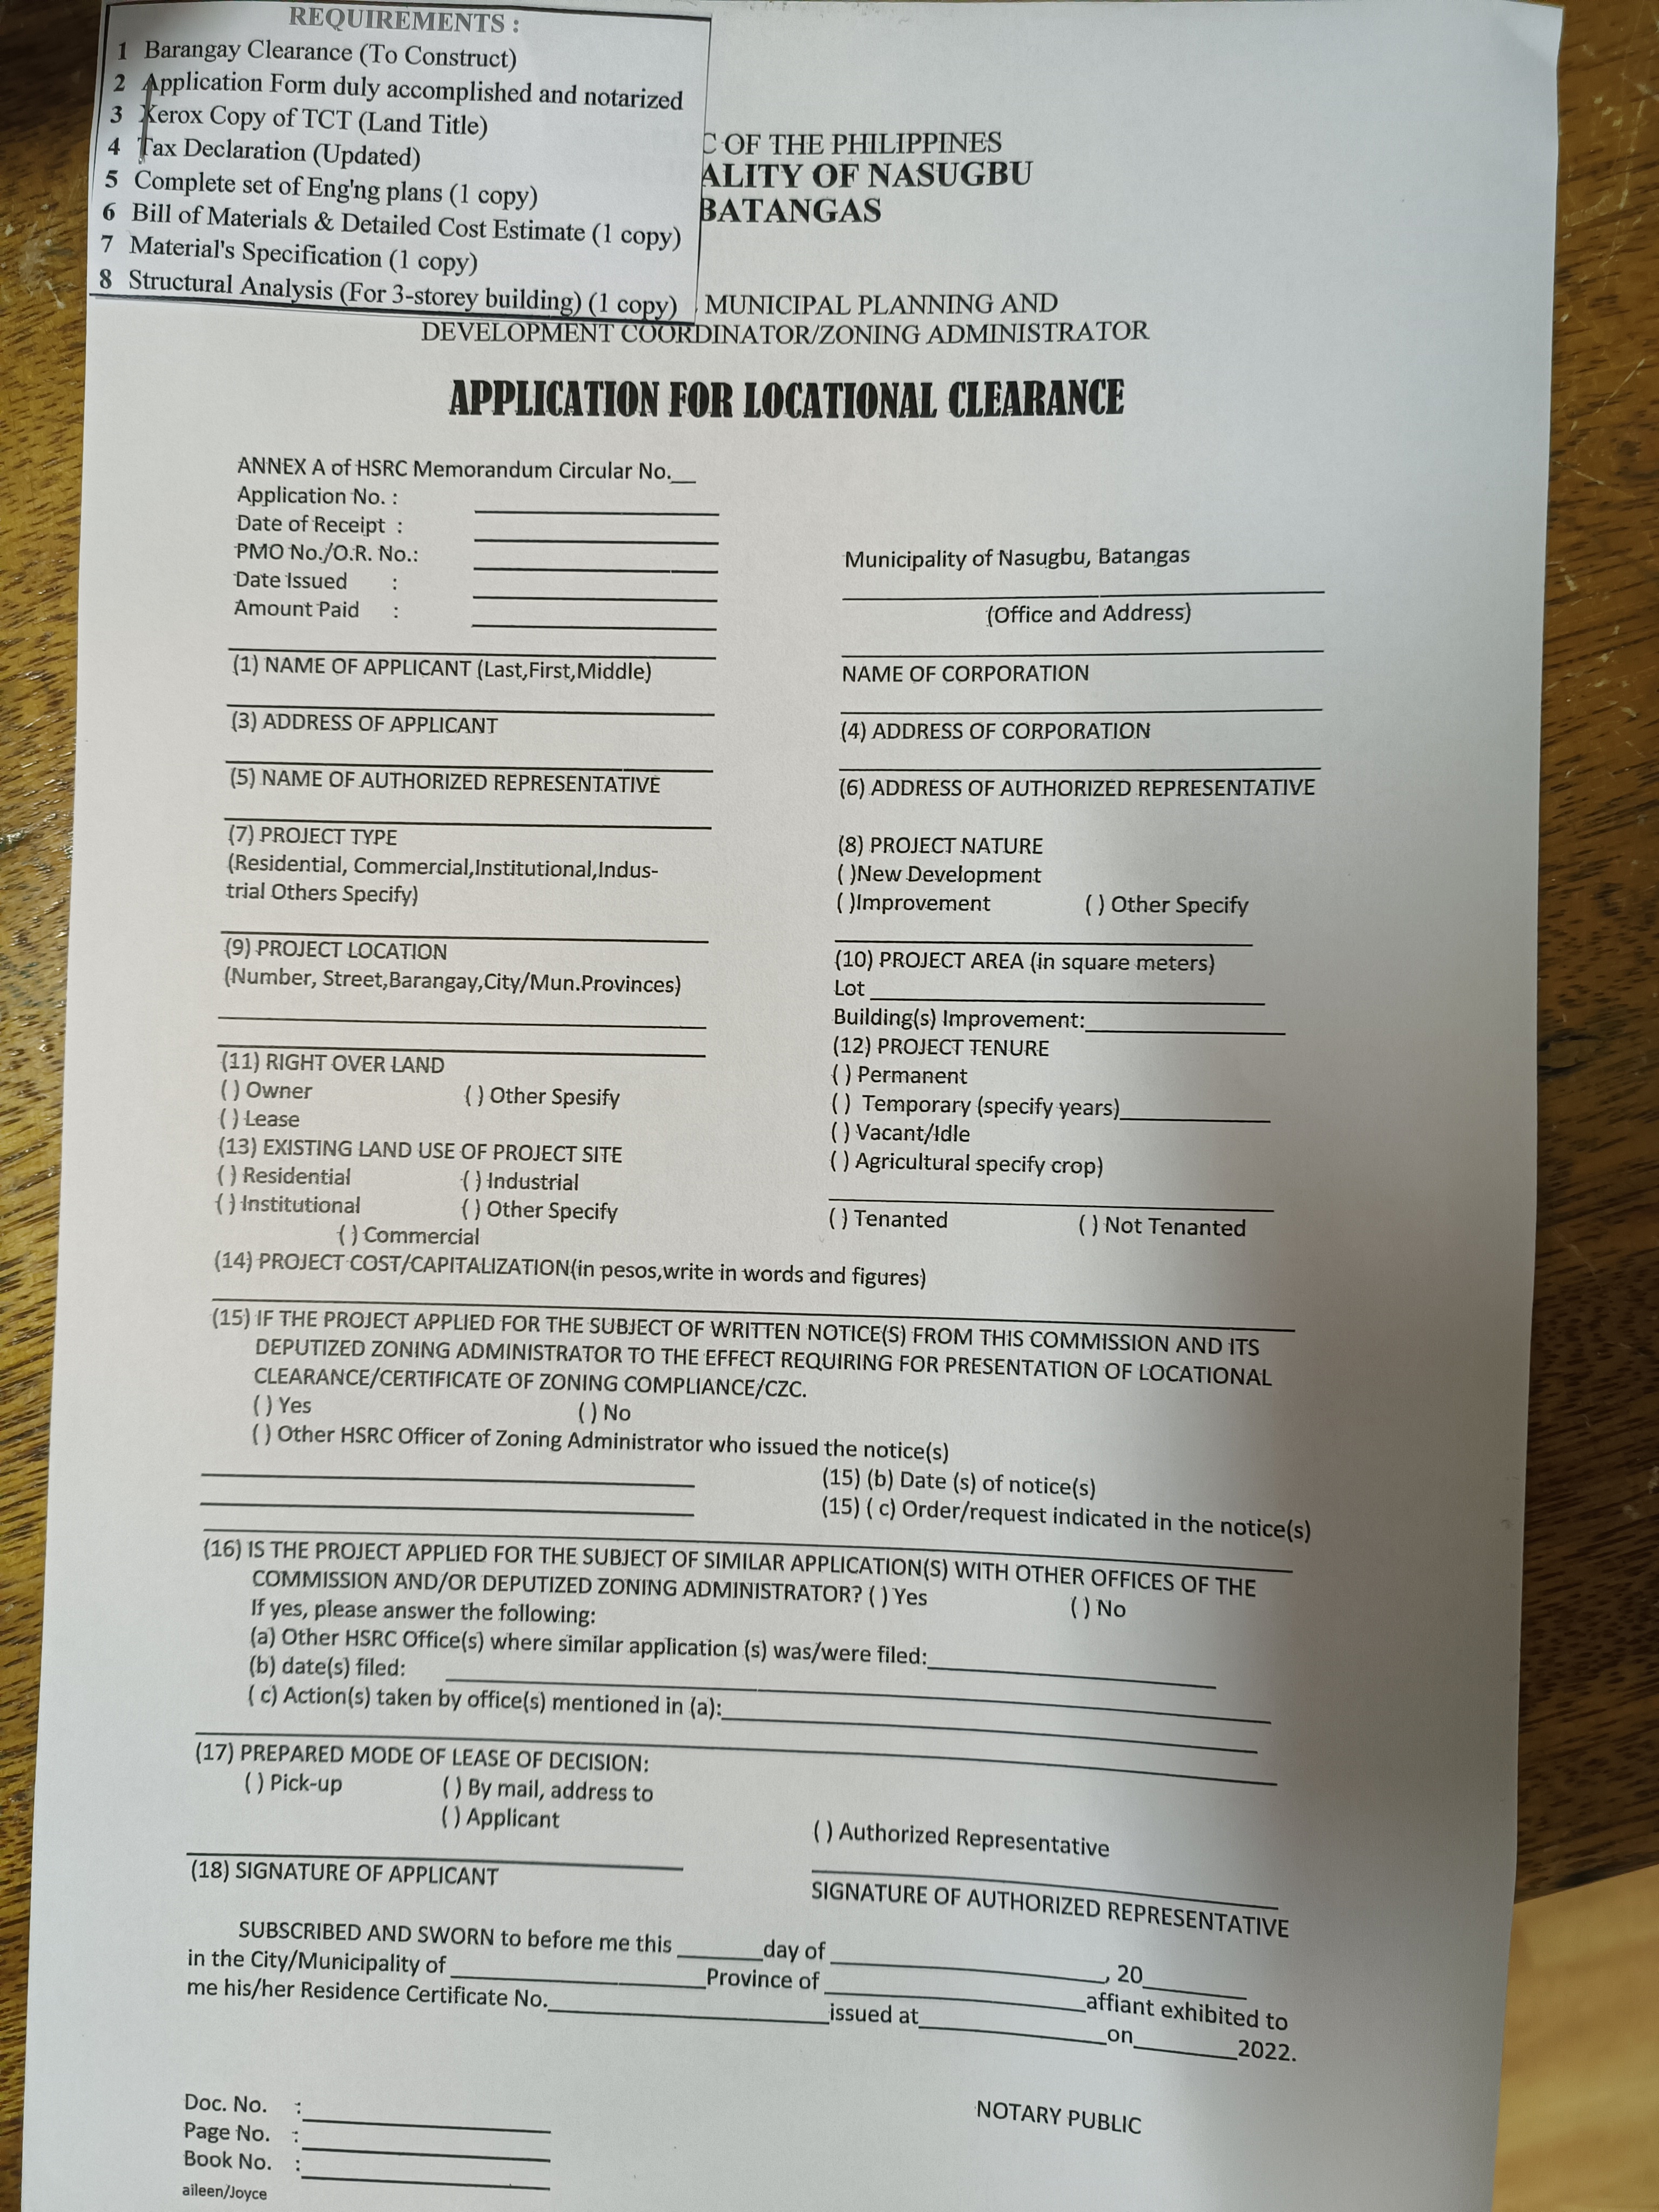 REQUIREMENTS :
1 Barangay Clearance (To Construct)
2 Application Form duly accomplished and notarized
3 Xerox Copy of TCT (Land Title)
4 Tax Declaration (Updated)
5 Complete set of Eng'ng plans (1 copy)
6 Bill of Materials & Detailed Cost Estimate (1 copy)
7 Material's Specification (1 copy)
8 Structural Analysis (For 3-storey building) (1 copy)
C OF THE PHILIPPINES
ALITY OF NASUGBU
BATANGAS
MUNICIPAL PLANNING AND
DEVELOPMENT COORDINATOR/ZONING ADMINISTRATOR
APPLICATION FOR LOCATIONAL CLEARANCE
ANNEX A of HSRC Memorandum Circular No.__
Application No. :
Date of Receipt :
PMO No./O.R. No.:
Date Issued :
Amount Paid :
Municipality of Nasugbu, Batangas
(Office and Address)
(1) NAME OF APPLICANT (Last,First,Middle)
NAME OF CORPORATION
(3) ADDRESS OF APPLICANT
(4) ADDRESS OF CORPORATION
(5) NAME OF AUTHORIZED REPRESENTATIVE
(6) ADDRESS OF AUTHORIZED REPRESENTATIVE
(7) PROJECT TYPE
(Residential, Commercial,Institutional,Indus-
trial Others Specify)
(8) PROJECT NATURE
( )New Development
( )Improvement ( ) Other Specify
(9) PROJECT LOCATION
(Number, Street,Barangay,City/Mun.Provinces)
(10) PROJECT AREA (in square meters)
Lot
Building(s) Improvement:
(11) RIGHT OVER LAND
( ) Owner ( ) Other Spesify
( ) Lease
(12) PROJECT TENURE
( ) Permanent
( ) Temporary (specify years)
( ) Vacant/Idle
( ) Agricultural specify crop)
( ) Tenanted ( ) Not Tenanted
(13) EXISTING LAND USE OF PROJECT SITE
( ) Residential ( ) Industrial
( ) Institutional ( ) Other Specify
( ) Commercial
(14) PROJECT COST/CAPITALIZATION(in pesos,write in words and figures)
(15) IF THE PROJECT APPLIED FOR THE SUBJECT OF WRITTEN NOTICE(S) FROM THIS COMMISSION AND ITS
DEPUTIZED ZONING ADMINISTRATOR TO THE EFFECT REQUIRING FOR PRESENTATION OF LOCATIONAL
CLEARANCE/CERTIFICATE OF ZONING COMPLIANCE/CZC.
( ) Yes ( ) No
( ) Other HSRC Officer of Zoning Administrator who issued the notice(s)
(15) (b) Date (s) of notice(s)
(15) ( c) Order/request indicated in the notice(s)
(16) IS THE PROJECT APPLIED FOR THE SUBJECT OF SIMILAR APPLICATION(S) WITH OTHER OFFICES OF THE
COMMISSION AND/OR DEPUTIZED ZONING ADMINISTRATOR? ( ) Yes ( ) No
If yes, please answer the following:
(a) Other HSRC Office(s) where similar application (s) was/were filed:
(b) date(s) filed:
( c) Action(s) taken by office(s) mentioned in (a):
(17) PREPARED MODE OF LEASE OF DECISION:
( ) Pick-up ( ) By mail, address to
( ) Applicant ( ) Authorized Representative
(18) SIGNATURE OF APPLICANT
SIGNATURE OF AUTHORIZED REPRESENTATIVE
SUBSCRIBED AND SWORN to before me this ______day of ____________, 20______
in the City/Municipality of ____________Province of ____________affiant exhibited to
me his/her Residence Certificate No.____________issued at____________on______2022.
NOTARY PUBLIC
Doc. No. :
Page No. :
Book No. :
aileen/Joyce